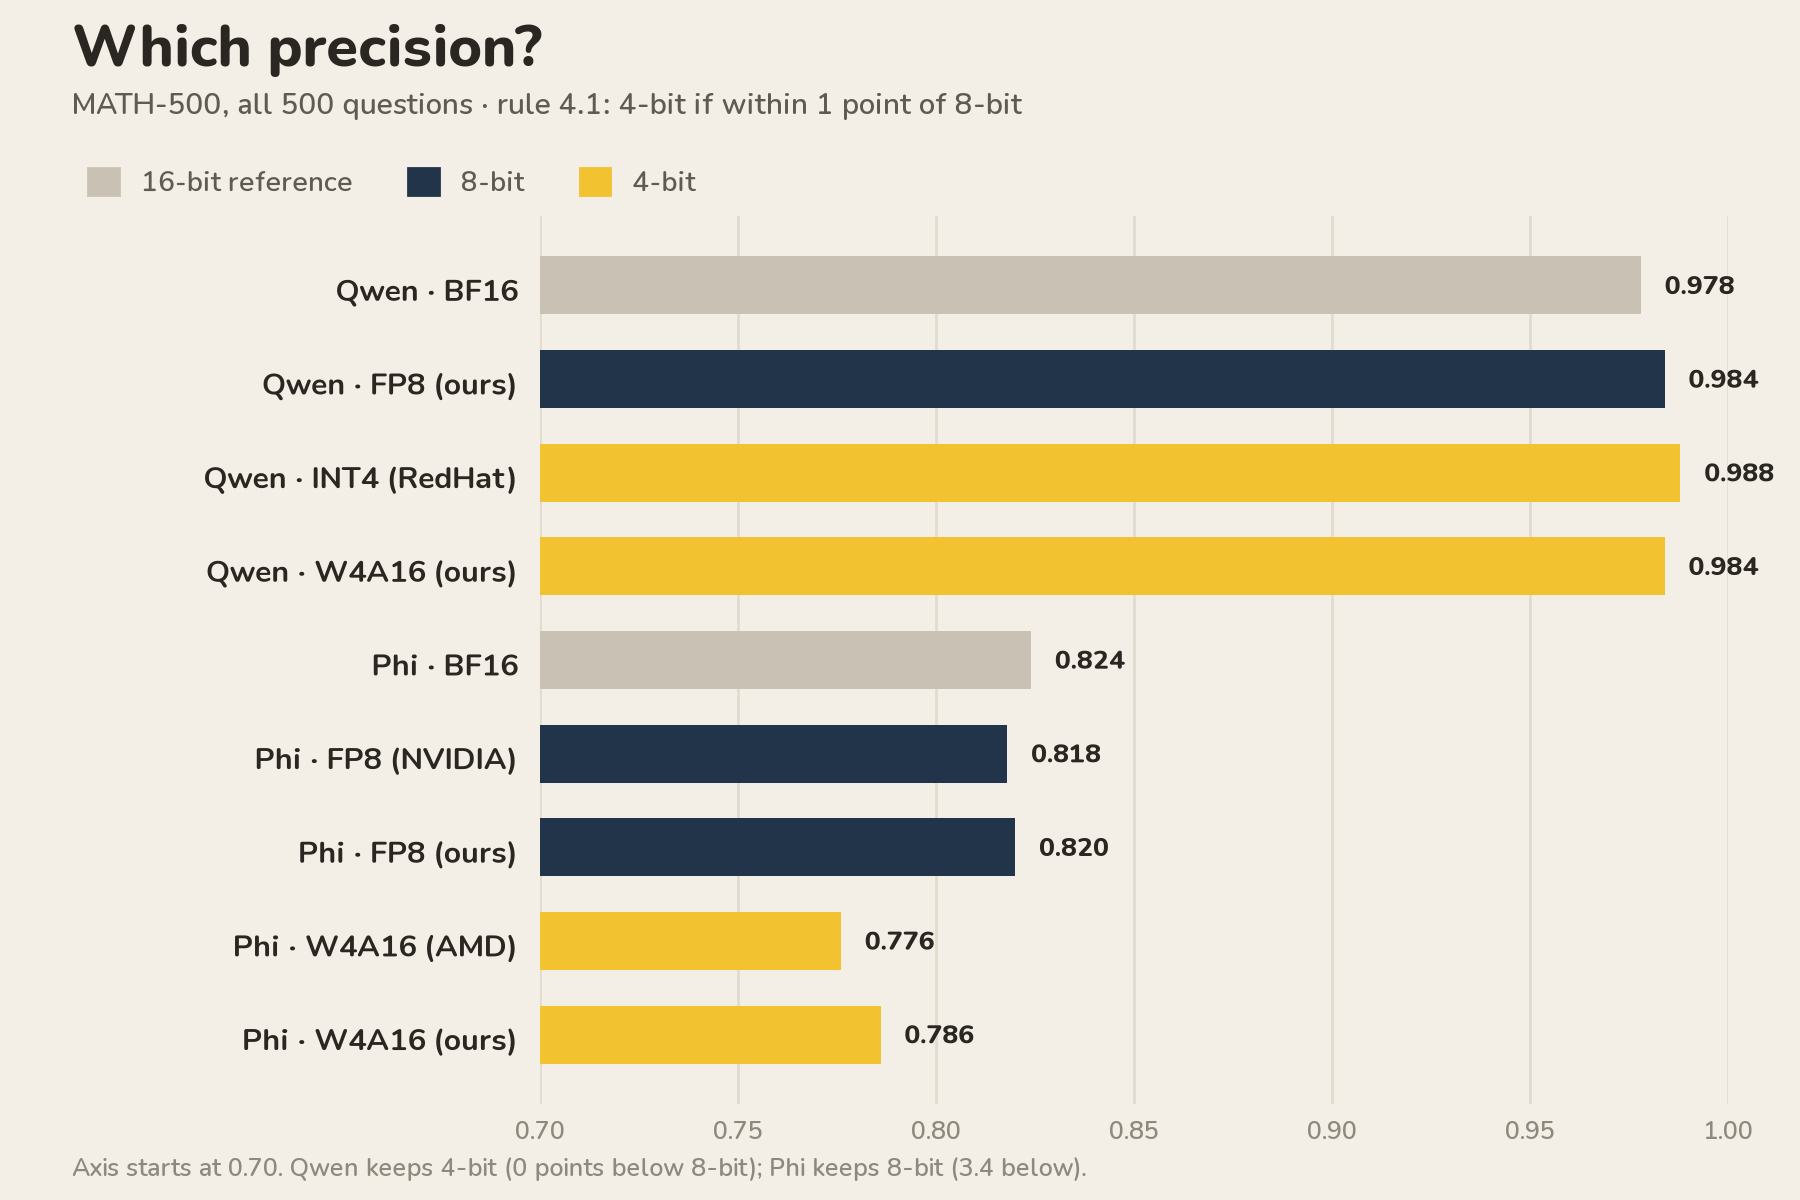 Which precision?
MATH-500, all 500 questions · rule 4.1: 4-bit if within 1 point of 8-bit
16-bit reference 8-bit 4-bit
Qwen · BF16 0.978
Qwen · FP8 (ours) 0.984
Qwen · INT4 (RedHat) 0.988
Qwen · W4A16 (ours) 0.984
Phi · BF16 0.824
Phi · FP8 (NVIDIA) 0.818
Phi · FP8 (ours) 0.820
Phi · W4A16 (AMD) 0.776
Phi · W4A16 (ours) 0.786
0.70 0.75 0.80 0.85 0.90 0.95 1.00
Axis starts at 0.70. Qwen keeps 4-bit (0 points below 8-bit); Phi keeps 8-bit (3.4 below).